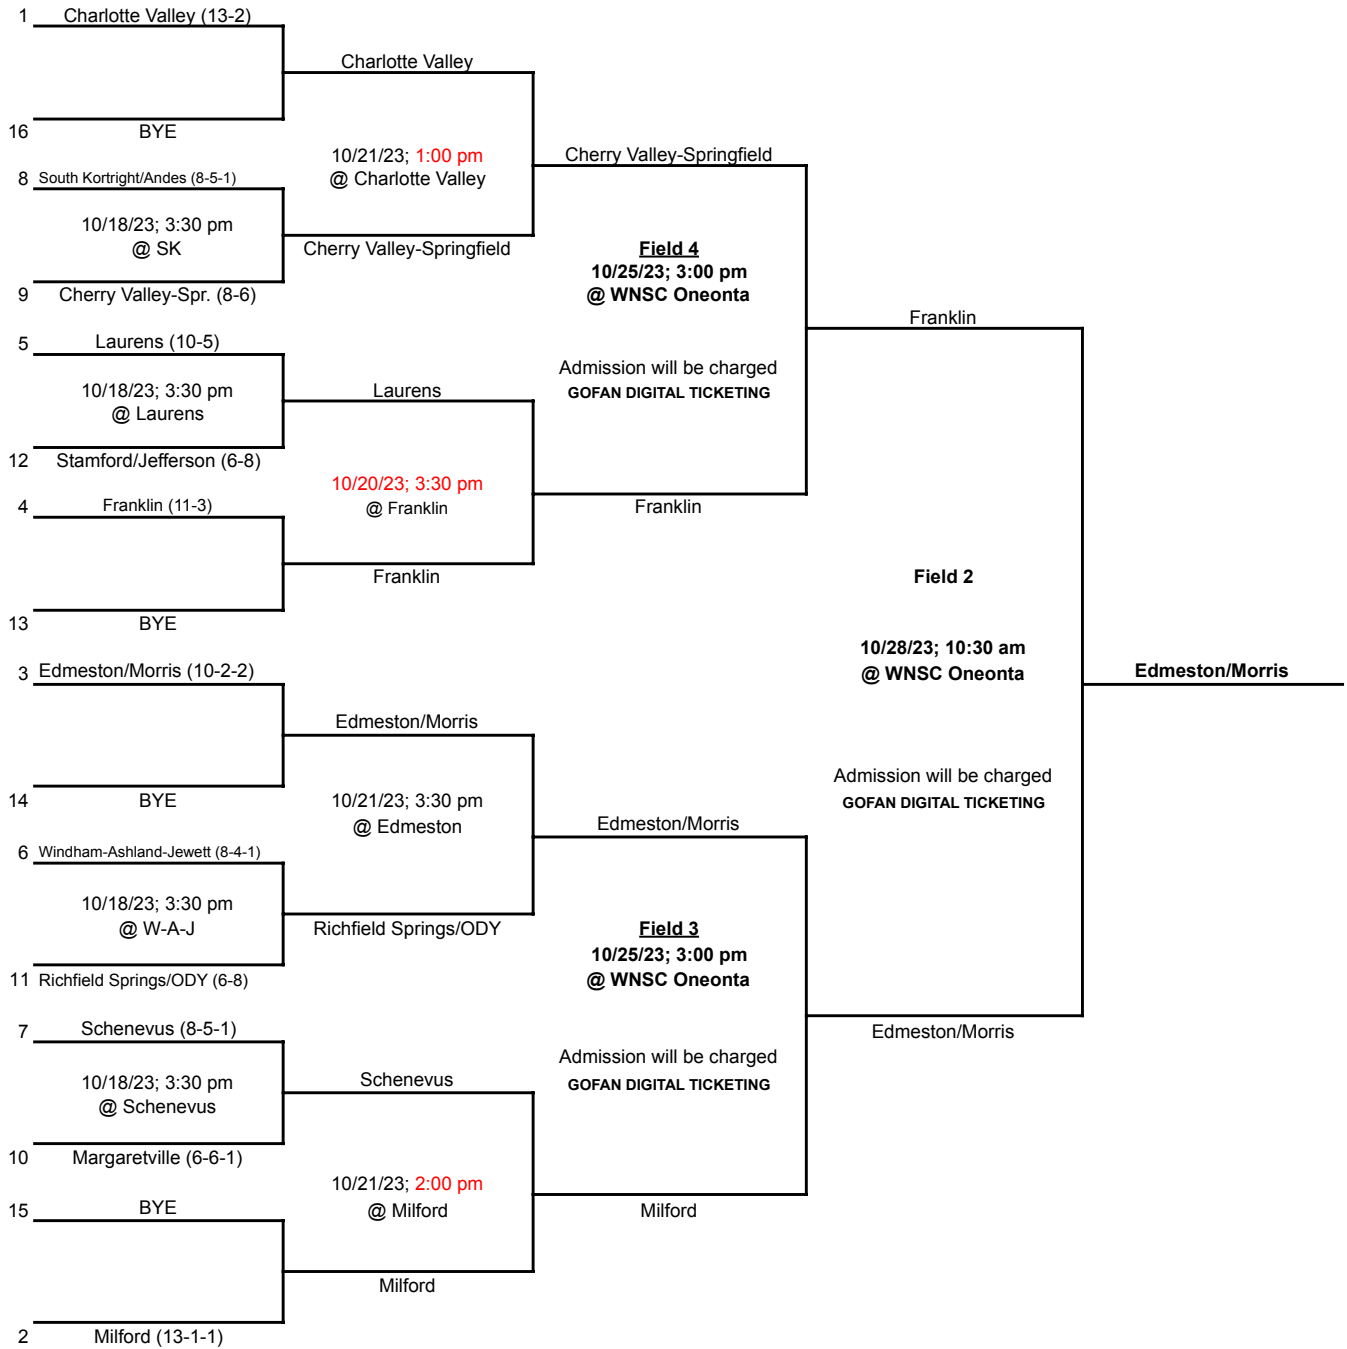 1 Charlotte Valley (13-2)
Charlotte Valley
16 BYE
10/21/23; 1:00 pm
@ Charlotte Valley
Cherry Valley-Springfield
8 South Kortright/Andes (8-5-1)
10/18/23; 3:30 pm
@ SK
Cherry Valley-Springfield
9 Cherry Valley-Spr. (8-6)
Field 4
10/25/23; 3:00 pm
@ WNSC Oneonta
Franklin
5 Laurens (10-5)
10/18/23; 3:30 pm
@ Laurens
Laurens
Admission will be charged
GOFAN DIGITAL TICKETING
12 Stamford/Jefferson (6-8)
10/20/23; 3:30 pm
@ Franklin
Franklin
4 Franklin (11-3)
Franklin
13 BYE
Field 2
10/28/23; 10:30 am
@ WNSC Oneonta
Edmeston/Morris
3 Edmeston/Morris (10-2-2)
Edmeston/Morris
14 BYE
10/21/23; 3:30 pm
@ Edmeston
Edmeston/Morris
Admission will be charged
GOFAN DIGITAL TICKETING
6 Windham-Ashland-Jewett (8-4-1)
10/18/23; 3:30 pm
@ W-A-J
Richfield Springs/ODY
11 Richfield Springs/ODY (6-8)
Field 3
10/25/23; 3:00 pm
@ WNSC Oneonta
Edmeston/Morris
7 Schenevus (8-5-1)
10/18/23; 3:30 pm
@ Schenevus
Schenevus
Admission will be charged
GOFAN DIGITAL TICKETING
10 Margaretville (6-6-1)
10/21/23; 2:00 pm
@ Milford
Milford
15 BYE
Milford
2 Milford (13-1-1)